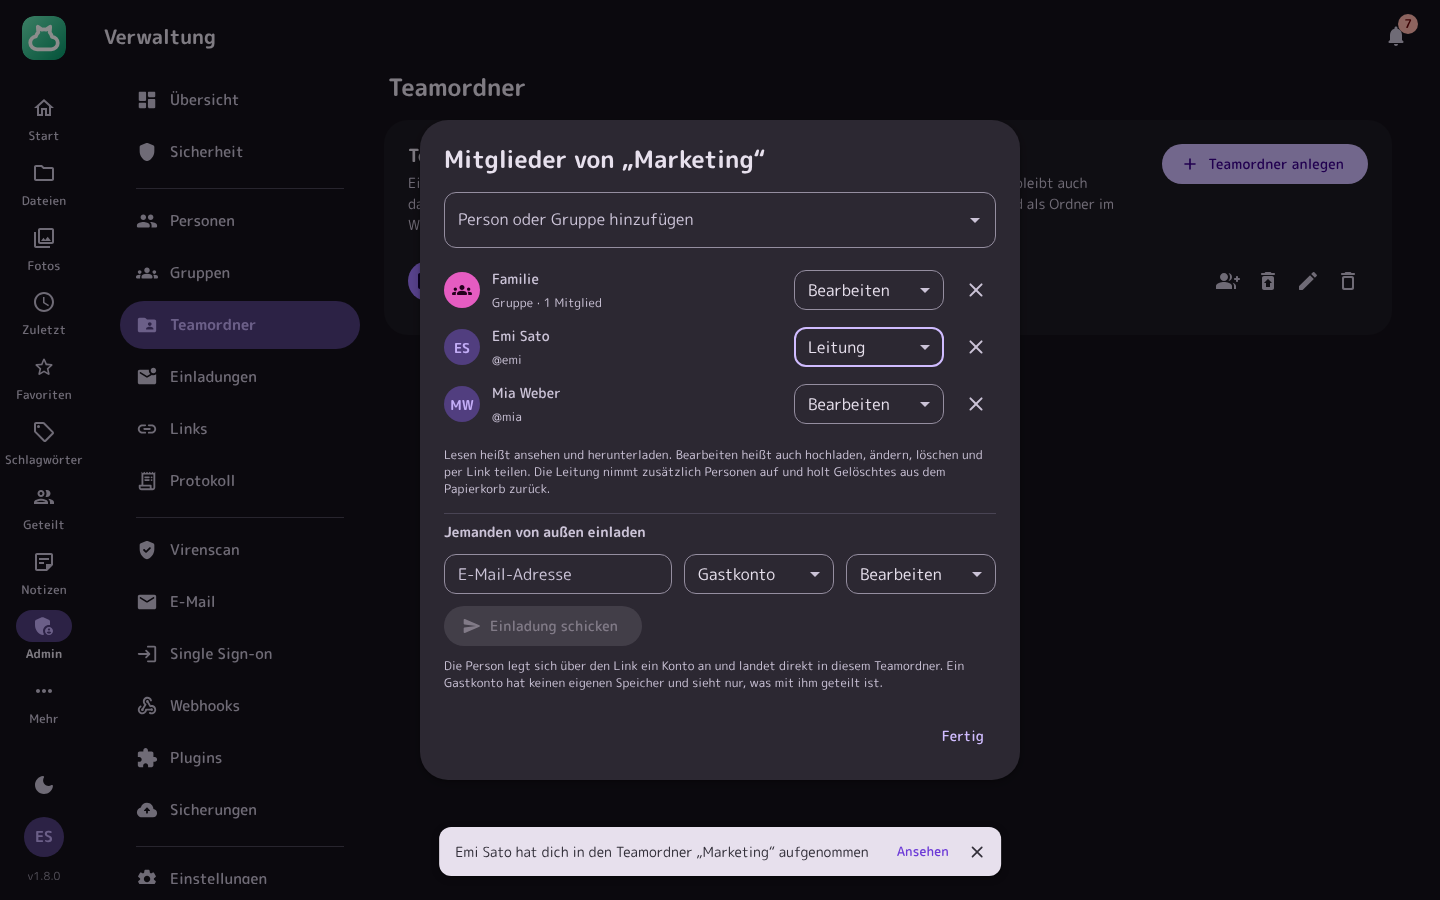 Verwaltung
7
Start
Dateien
Fotos
Zuletzt
Favoriten
Schlagwörter
Geteilt
Notizen
Admin
Mehr
ES
v1.8.0
Übersicht
Sicherheit
Personen
Gruppen
Teamordner
Einladungen
Links
Protokoll
Virenscan
E-Mail
Single Sign-on
Webhooks
Plugins
Sicherungen
Einstellungen
Teamordner
Teamordner anlegen
bleibt auch
als Ordner im
Mitglieder von „Marketing“
Person oder Gruppe hinzufügen
Familie
Gruppe · 1 Mitglied
Bearbeiten
ES
Emi Sato
@emi
Leitung
MW
Mia Weber
@mia
Bearbeiten
Lesen heißt ansehen und herunterladen. Bearbeiten heißt auch hochladen, ändern, löschen und
per Link teilen. Die Leitung nimmt zusätzlich Personen auf und holt Gelöschtes aus dem
Papierkorb zurück.
Jemanden von außen einladen
E-Mail-Adresse
Gastkonto
Bearbeiten
Einladung schicken
Die Person legt sich über den Link ein Konto an und landet direkt in diesem Teamordner. Ein
Gastkonto hat keinen eigenen Speicher und sieht nur, was mit ihm geteilt ist.
Fertig
Emi Sato hat dich in den Teamordner „Marketing“ aufgenommen
Ansehen